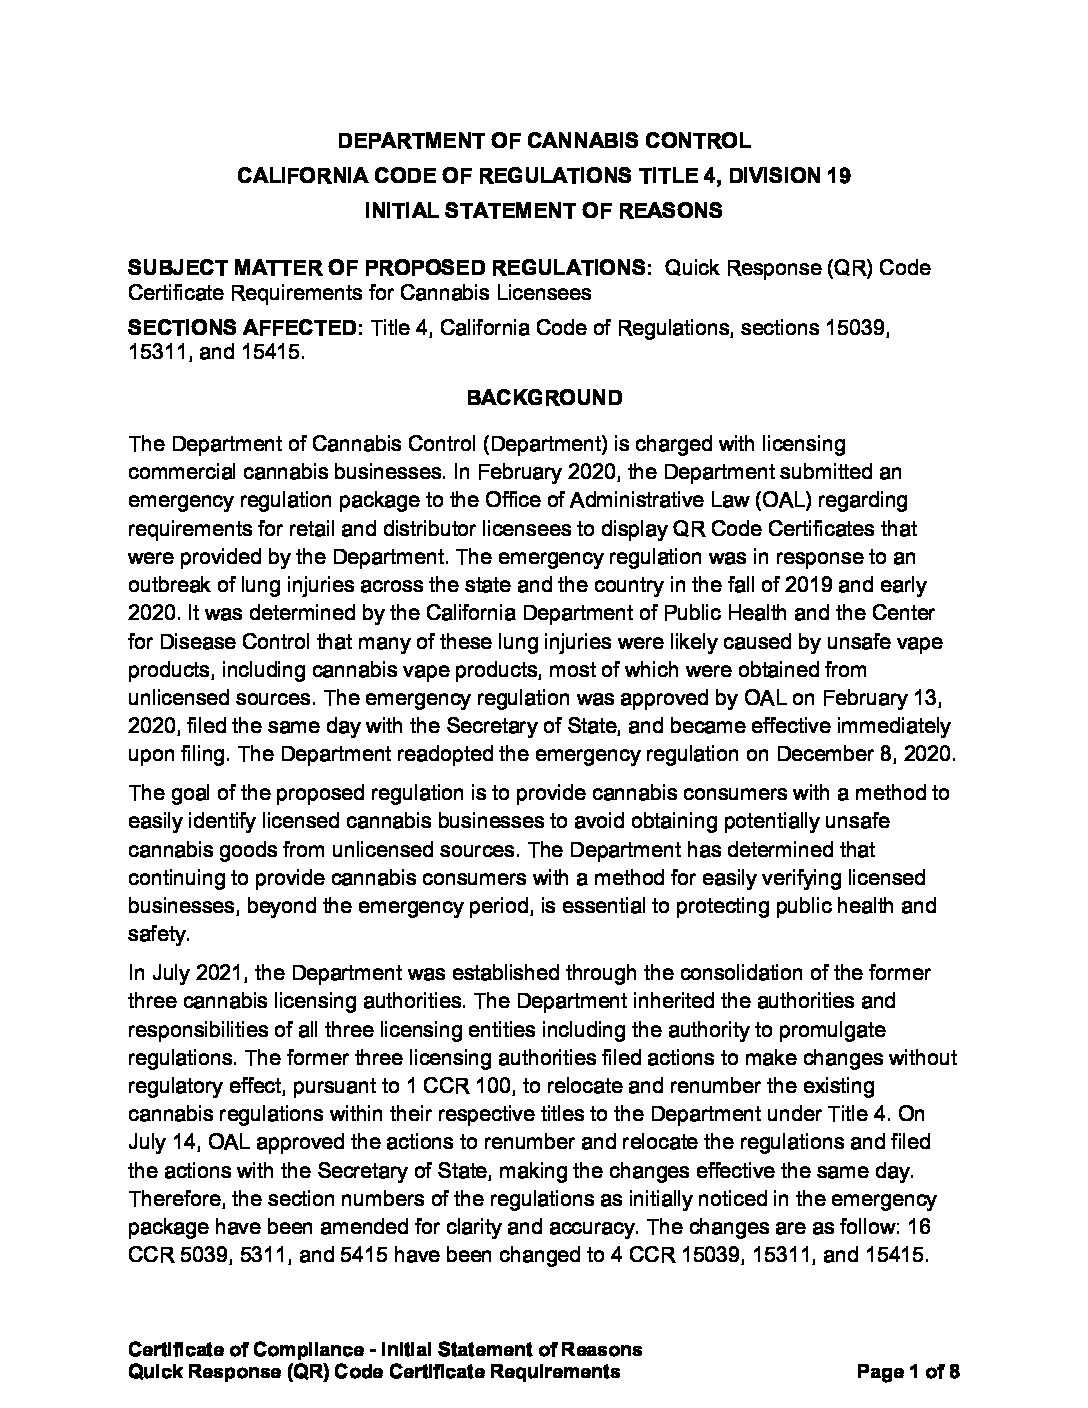 DEPARTMENT OF CANNABIS CONTROL
CALIFORNIA CODE OF REGULATIONS TITLE 4, DIVISION 19
INITIAL STATEMENT OF REASONS
SUBJECT MATTER OF PROPOSED REGULATIONS: Quick Response (QR) Code
Certificate Requirements for Cannabis Licensees
SECTIONS AFFECTED: Title 4, California Code of Regulations, sections 15039,
15311, and 15415.
BACKGROUND
The Department of Cannabis Control (Department) is charged with licensing
commercial cannabis businesses. In February 2020, the Department submitted an
emergency regulation package to the Office of Administrative Law (OAL) regarding
requirements for retail and distributor licensees to display QR Code Certificates that
were provided by the Department. The emergency regulation was in response to an
outbreak of lung injuries across the state and the country in the fall of 2019 and early
2020. It was determined by the California Department of Public Health and the Center
for Disease Control that many of these lung injuries were likely caused by unsafe vape
products, including cannabis vape products, most of which were obtained from
unlicensed sources. The emergency regulation was approved by OAL on February 13,
2020, filed the same day with the Secretary of State, and became effective immediately
upon filing. The Department readopted the emergency regulation on December 8, 2020.
The goal of the proposed regulation is to provide cannabis consumers with a method to
easily identify licensed cannabis businesses to avoid obtaining potentially unsafe
cannabis goods from unlicensed sources. The Department has determined that
continuing to provide cannabis consumers with a method for easily verifying licensed
businesses, beyond the emergency period, is essential to protecting public health and
safety.
In July 2021, the Department was established through the consolidation of the former
three cannabis licensing authorities. The Department inherited the authorities and
responsibilities of all three licensing entities including the authority to promulgate
regulations. The former three licensing authorities filed actions to make changes without
regulatory effect, pursuant to 1 CCR 100, to relocate and renumber the existing
cannabis regulations within their respective titles to the Department under Title 4. On
July 14, OAL approved the actions to renumber and relocate the regulations and filed
the actions with the Secretary of State, making the changes effective the same day.
Therefore, the section numbers of the regulations as initially noticed in the emergency
package have been amended for clarity and accuracy. The changes are as follow: 16
CCR 5039, 5311, and 5415 have been changed to 4 CCR 15039, 15311, and 15415.
Certificate of Compliance - Initial Statement of Reasons
Quick Response (QR) Code Certificate Requirements Page 1 of 8